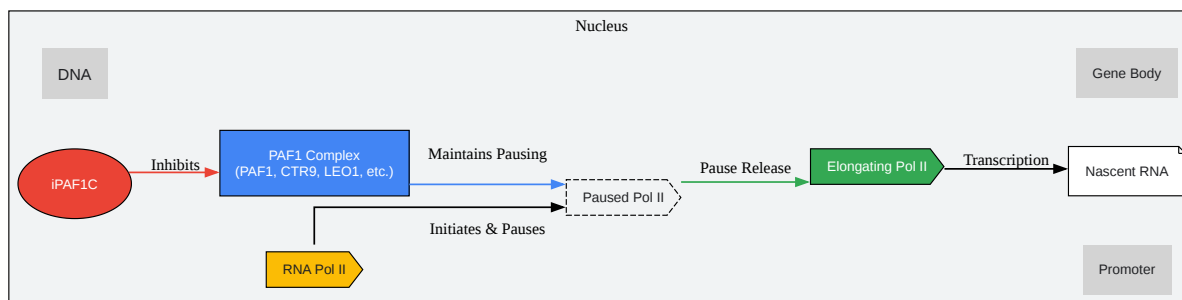 Nucleus
DNA
Gene Body
iPAF1C
Inhibits
PAF1 Complex
(PAF1, CTR9, LEO1, etc.)
Maintains Pausing
Paused Pol II
Pause Release
Elongating Pol II
Transcription
Nascent RNA
Initiates & Pauses
RNA Pol II
Promoter